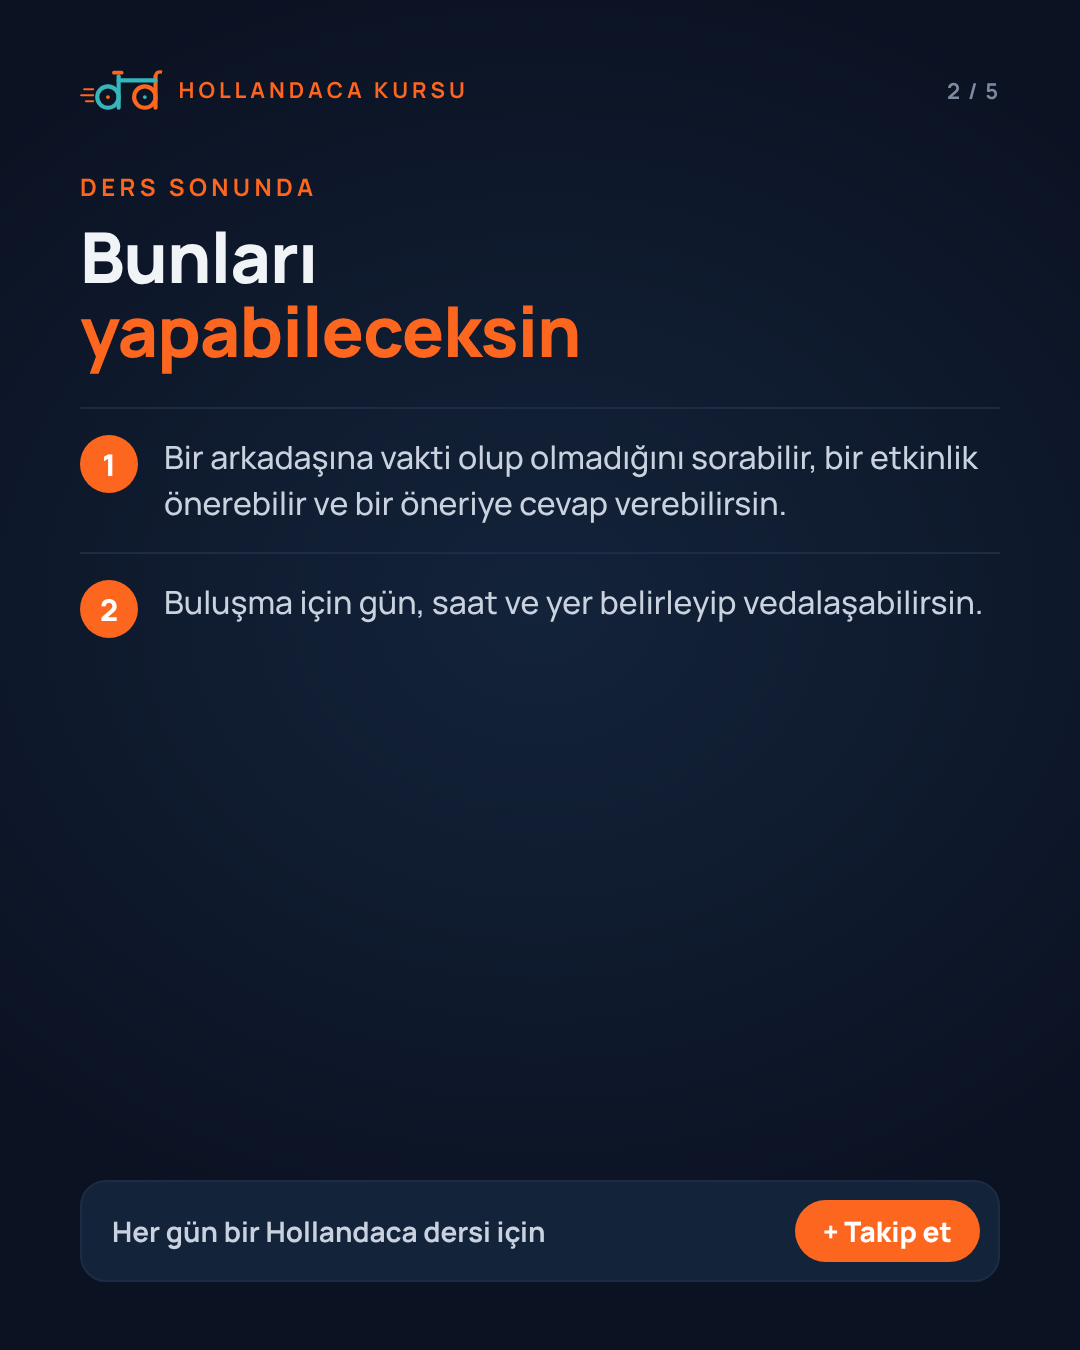 HOLLANDACA KURSU
2 / 5
DERS SONUNDA
Bunları
yapabileceksin
1
Bir arkadaşına vakti olup olmadığını sorabilir, bir etkinlik
önerebilir ve bir öneriye cevap verebilirsin.
2
Buluşma için gün, saat ve yer belirleyip vedalaşabilirsin.
Her gün bir Hollandaca dersi için
+ Takip et